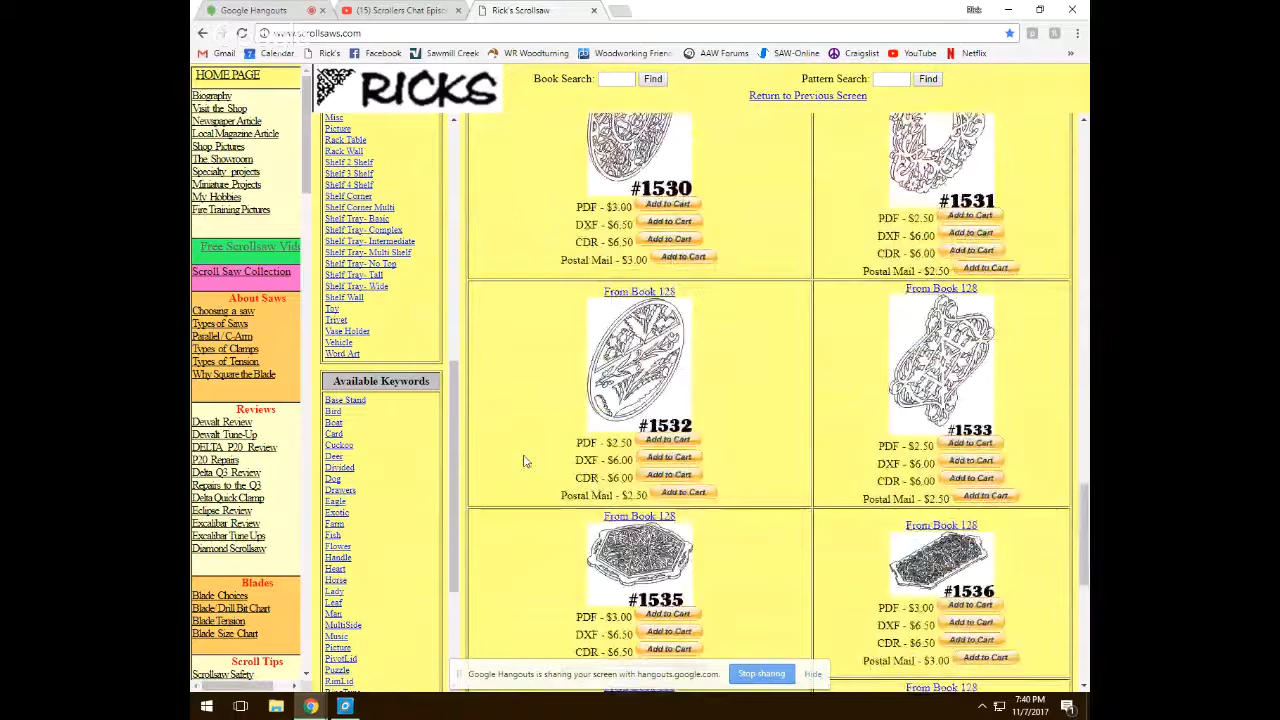 Google Hangouts
(15) Scrollers Chat Episo
Rick's Scrollsaw
Rick
www.scrollsaws.com
Gmail
Calendar
Rick's
Facebook
Sawmill Creek
WR Woodturning
Woodworking Frien
AAW Forums
SAW-Online
Craigslist
YouTube
Netflix
»
HOME PAGE
Biography
Visit the Shop
Newspaper Article
Local Magazine Article
Shop Pictures
The Showroom
Specialty projects
Miniature Projects
My Hobbies
Fire Training Pictures
Free Scrollsaw Vide
Scroll Saw Collection
About Saws
Choosing a saw
Types of Saws
Parallel / C-Arm
Types of Clamps
Types of Tension
Why Square the Blade
Reviews
Dewalt Review
Dewalt Tune-Up
DELTA P20 Review
P20 Repairs
Delta Q3 Review
Repairs to the Q3
Delta Quick Clamp
Eclipse Review
Excalibar Review
Excalibar Tune Ups
Diamond Scrollsaw
Blades
Blade Choices
Blade/Drill Bit Chart
Blade Tension
Blade Size Chart
Scroll Tips
Scrollsaw Safety
RICKS
Book Search:
Find
Pattern Search:
Find
Return to Previous Screen
Misc
Picture
Rack Table
Rack Wall
Shelf 2 Shelf
Shelf 3 Shelf
Shelf 4 Shelf
Shelf Corner
Shelf Corner Multi
Shelf Tray- Basic
Shelf Tray- Complex
Shelf Tray- Intermediate
Shelf Tray- Multi Shelf
Shelf Tray- No Top
Shelf Tray- Tall
Shelf Tray- Wide
Shelf Wall
Toy
Trivet
Vase Holder
Vehicle
Word Art
Available Keywords
Base Stand
Bird
Boat
Card
Cuckoo
Deer
Divided
Dog
Drawers
Eagle
Exotic
Farm
Fish
Flower
Handle
Heart
Horse
Lady
Leaf
Man
MultiSide
Music
Picture
PivotLid
Puzzle
RimLid
#1530
PDF - $3.00 Add to Cart
DXF - $6.50 Add to Cart
CDR - $6.50 Add to Cart
Postal Mail - $3.00 Add to Cart
#1531
PDF - $2.50 Add to Cart
DXF - $6.00 Add to Cart
CDR - $6.00 Add to Cart
Postal Mail - $2.50 Add to Cart
From Book 128
#1532
PDF - $2.50 Add to Cart
DXF - $6.00 Add to Cart
CDR - $6.00 Add to Cart
Postal Mail - $2.50 Add to Cart
From Book 128
#1533
PDF - $2.50 Add to Cart
DXF - $6.00 Add to Cart
CDR - $6.00 Add to Cart
Postal Mail - $2.50 Add to Cart
From Book 128
#1535
PDF - $3.00 Add to Cart
DXF - $6.50 Add to Cart
CDR - $6.50 Add to Cart
From Book 128
#1536
PDF - $3.00 Add to Cart
DXF - $6.50 Add to Cart
CDR - $6.50 Add to Cart
Postal Mail - $3.00 Add to Cart
From Book 128
Google Hangouts is sharing your screen with hangouts.google.com.
Stop sharing
Hide
7:40 PM
11/7/2017